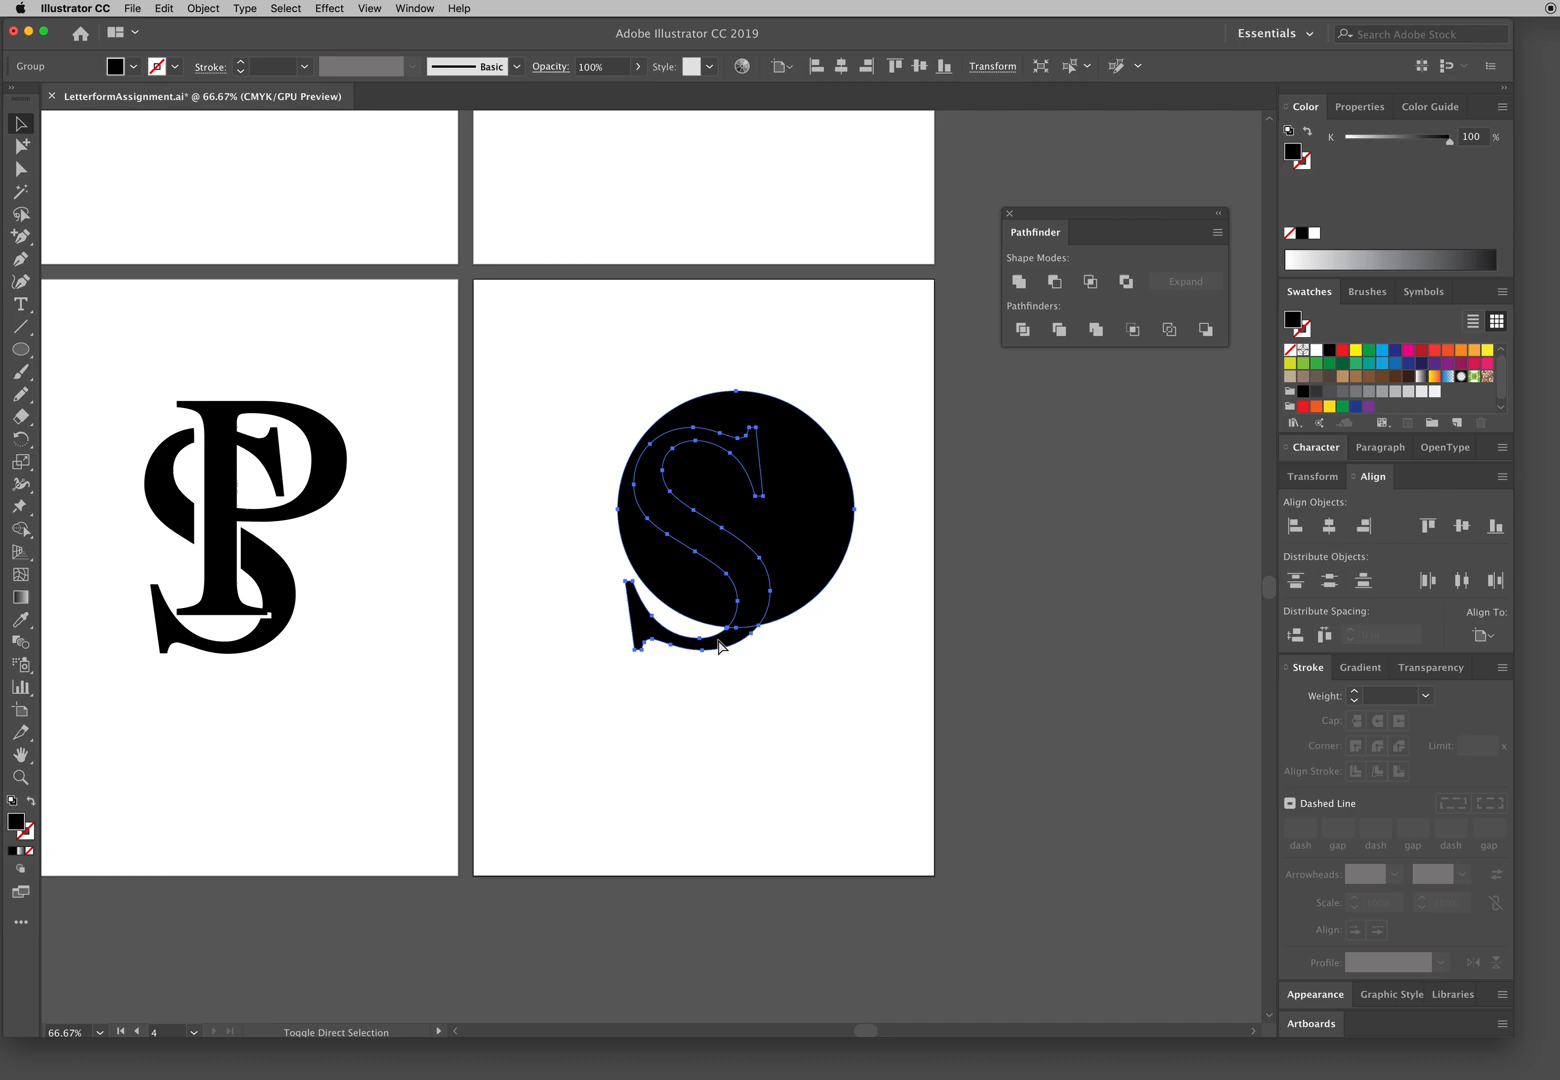 Illustrator CC File Edit Object Type Select Effect View Window Help
Adobe Illustrator CC 2019
Essentials
Search Adobe Stock
Group
Stroke:
Basic
Opacity: 100%
Style:
Transform
LetterformAssignment.ai* @ 66.67% (CMYK/GPU Preview)
Color Properties Color Guide
K 100 %
Pathfinder
Shape Modes:
Expand
Pathfinders:
Swatches Brushes Symbols
Character Paragraph OpenType
Transform Align
Align Objects:
Distribute Objects:
Distribute Spacing: Align To:
0 in
Stroke Gradient Transparency
Weight:
Cap:
Corner: Limit: x
Align Stroke:
Dashed Line
dash gap dash gap dash gap
Arrowheads:
Scale: 100% 100%
Align:
Profile:
Appearance Graphic Style Libraries
Artboards
P
S
S
66.67% 4 Toggle Direct Selection